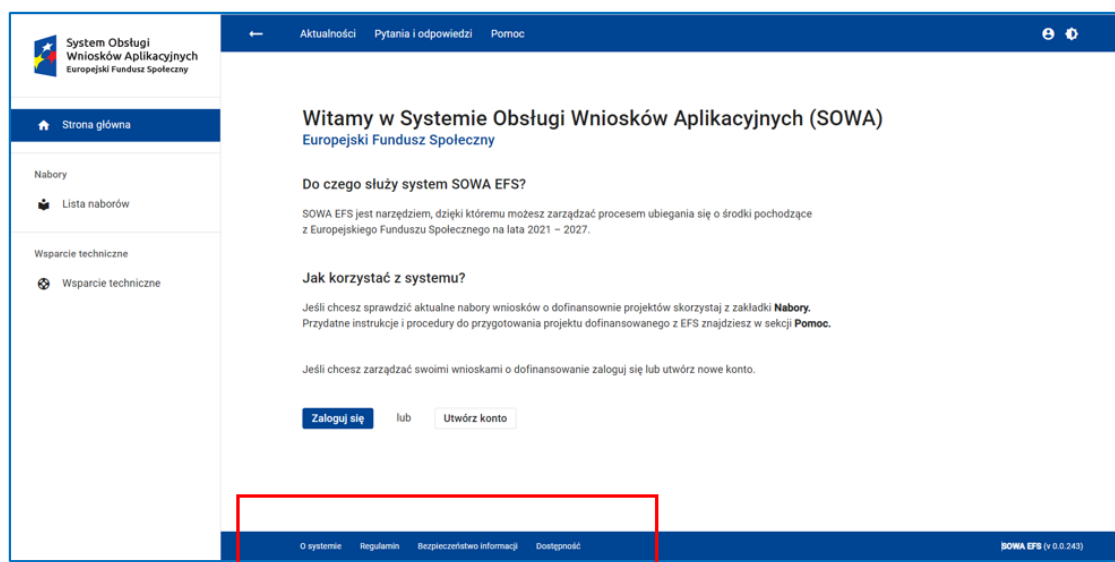 System Obsługi
Wniosków Aplikacyjnych
Europejski Fundusz Społeczny
Aktualności Pytania i odpowiedzi Pomoc
Strona główna
Nabory
Lista naborów
Wsparcie techniczne
Wsparcie techniczne
Witamy w Systemie Obsługi Wniosków Aplikacyjnych (SOWA)
Europejski Fundusz Społeczny
Do czego służy system SOWA EFS?
SOWA EFS jest narzędziem, dzięki któremu możesz zarządzać procesem ubiegania się o środki pochodzące
z Europejskiego Funduszu Społecznego na lata 2021 – 2027.
Jak korzystać z systemu?
Jeśli chcesz sprawdzić aktualne nabory wniosków o dofinansownie projektów skorzystaj z zakładki Nabory.
Przydatne instrukcje i procedury do przygotowania projektu dofinansowanego z EFS znajdziesz w sekcji Pomoc.
Jeśli chcesz zarządzać swoimi wnioskami o dofinansowanie zaloguj się lub utwórz nowe konto.
Zaloguj się lub Utwórz konto
O systemie Regulamin Bezpieczeństwo informacji Dostępność SOWA EFS (v 0.0.243)